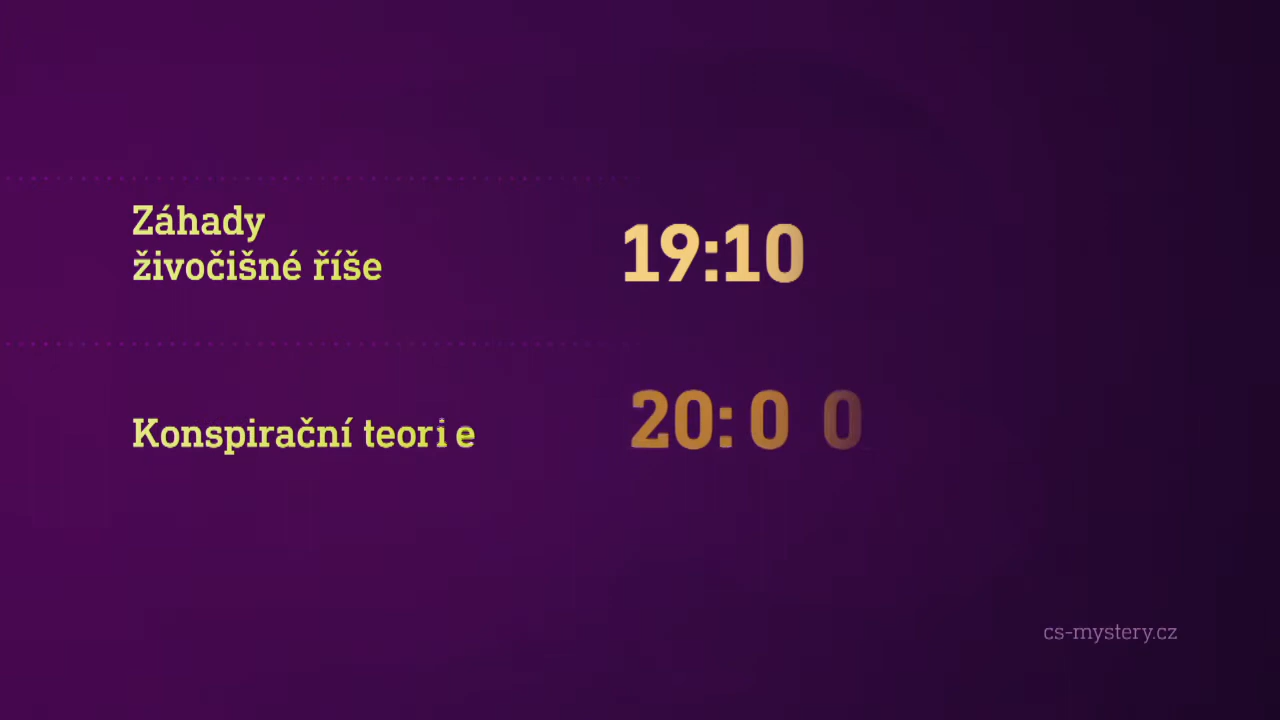 Záhady
živočišné říše
19:10
Konspirační teorie
20:00
cs-mystery.cz